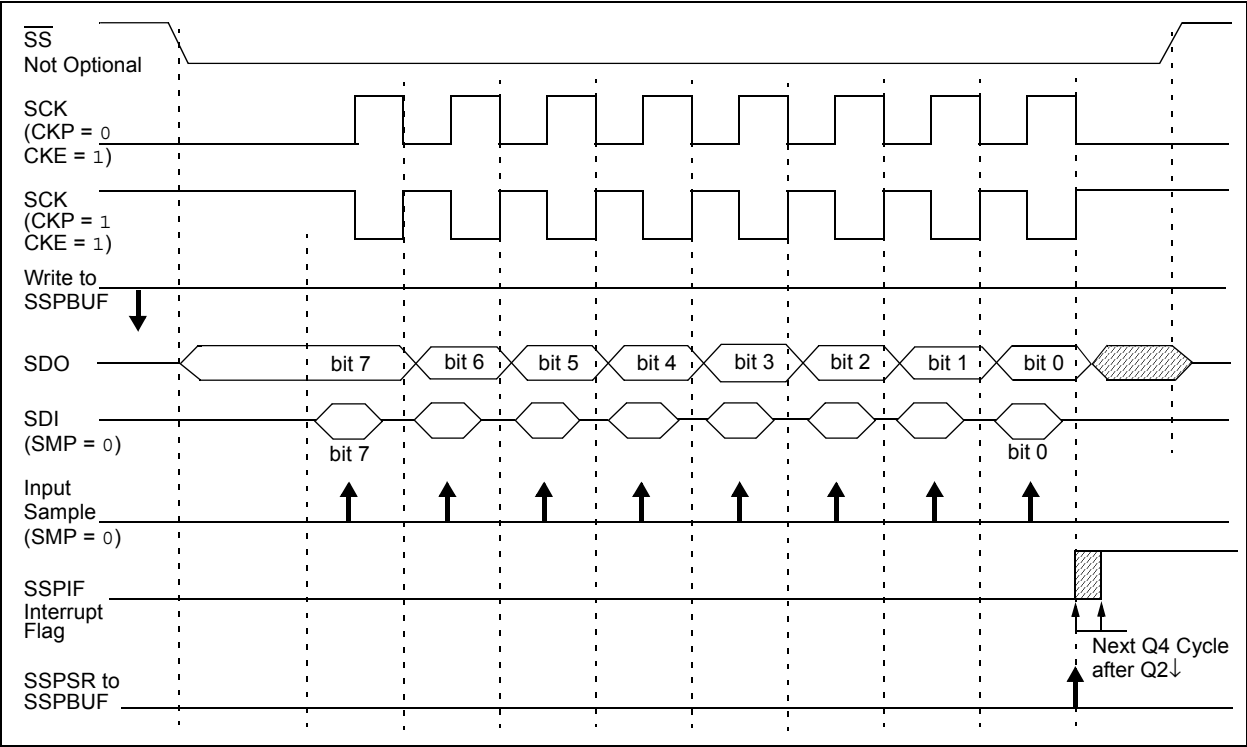 SS
Not Optional
SCK
(CKP = 0
CKE = 1)
SCK
(CKP = 1
CKE = 1)
Write to
SSPBUF
SDO
bit 7
bit 6
bit 5
bit 4
bit 3
bit 2
bit 1
bit 0
SDI
(SMP = 0)
bit 7
bit 0
Input
Sample
(SMP = 0)
SSPIF
Interrupt
Flag
Next Q4 Cycle
after Q2↓
SSPSR to
SSPBUF